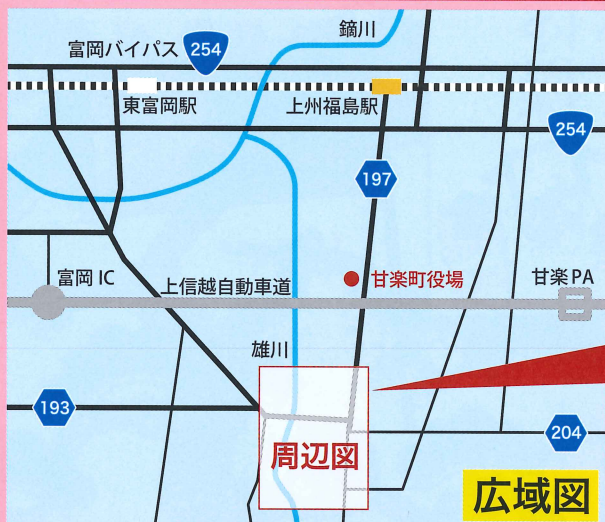 鏑川
富岡バイパス
254
東富岡駅
上州福島駅
254
197
富岡IC
上信越自動車道
甘楽町役場
甘楽PA
雄川
193
204
周辺図
広域図